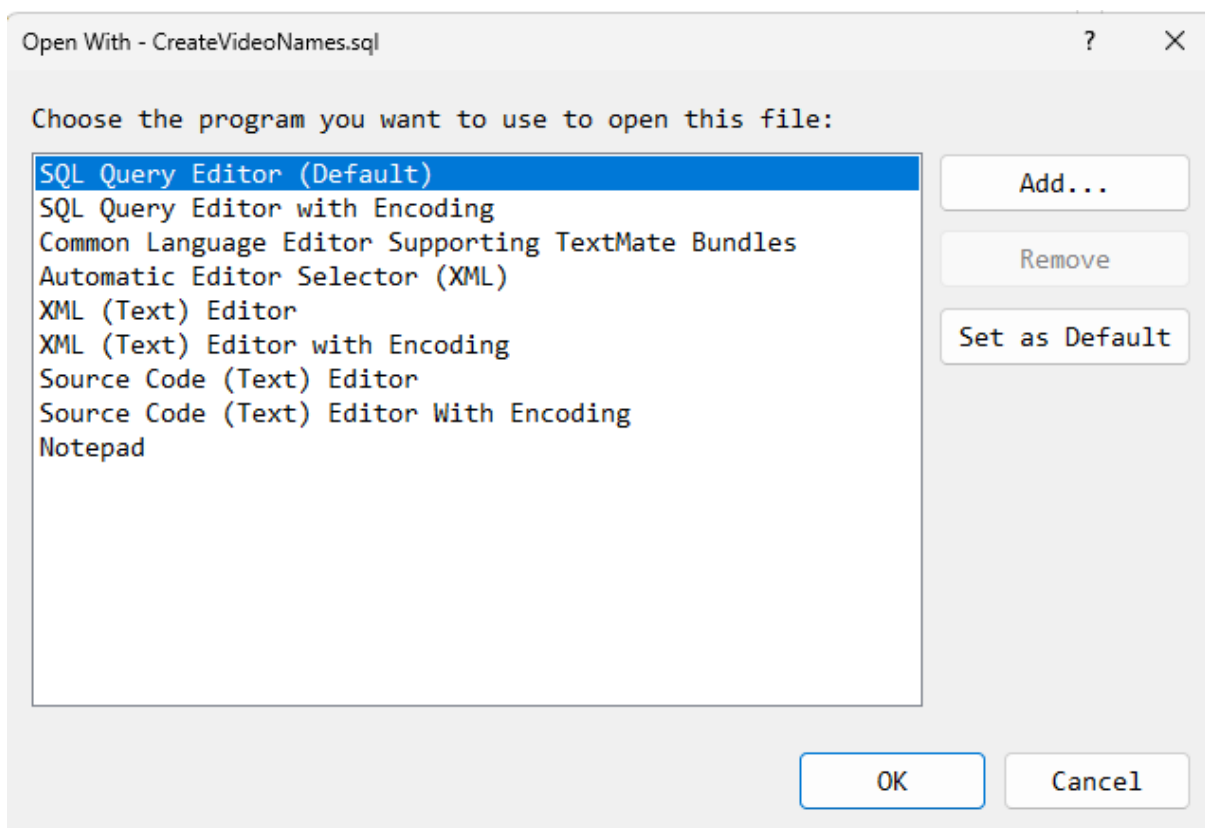 Open With - CreateVideoNames.sql
?
Choose the program you want to use to open this file:
SQL Query Editor (Default)
SQL Query Editor with Encoding
Common Language Editor Supporting TextMate Bundles
Automatic Editor Selector (XML)
XML (Text) Editor
XML (Text) Editor with Encoding
Source Code (Text) Editor
Source Code (Text) Editor With Encoding
Notepad
Add...
Remove
Set as Default
OK
Cancel